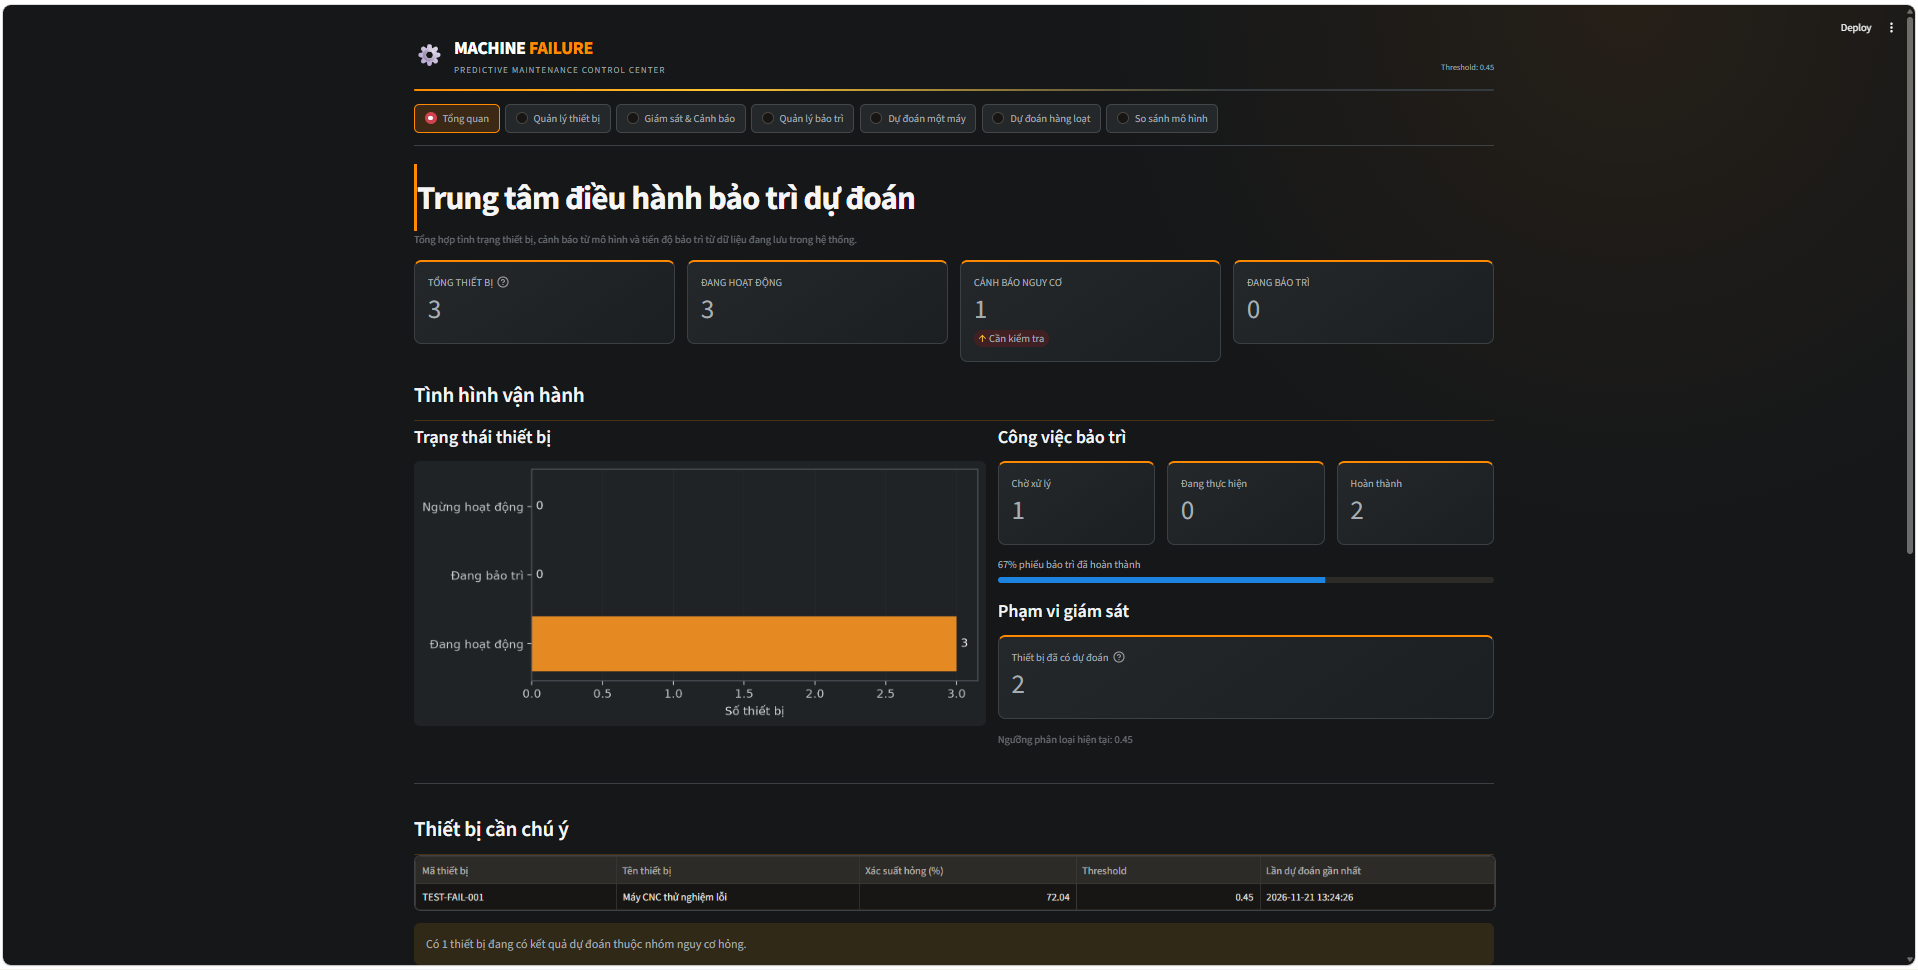 Deploy
MACHINE FAILURE
PREDICTIVE MAINTENANCE CONTROL CENTER
Threshold: 0.45
Tổng quan
Quản lý thiết bị
Giám sát & Cảnh báo
Quản lý bảo trì
Dự đoán một máy
Dự đoán hàng loạt
So sánh mô hình
Trung tâm điều hành bảo trì dự đoán
Tổng hợp tình trạng thiết bị, cảnh báo từ mô hình và tiến độ bảo trì từ dữ liệu đang lưu trong hệ thống.
TỔNG THIẾT BỊ
3
ĐANG HOẠT ĐỘNG
3
CẢNH BÁO NGUY CƠ
1
↑ Cần kiểm tra
ĐANG BẢO TRÌ
0
Tình hình vận hành
Trạng thái thiết bị
Ngừng hoạt động
0
Đang bảo trì
0
Đang hoạt động
3
0.0 0.5 1.0 1.5 2.0 2.5 3.0
Số thiết bị
Công việc bảo trì
Chờ xử lý
1
Đang thực hiện
0
Hoàn thành
2
67% phiếu bảo trì đã hoàn thành
Phạm vi giám sát
Thiết bị đã có dự đoán
2
Ngưỡng phân loại hiện tại: 0.45
Thiết bị cần chú ý
Mã thiết bị Tên thiết bị Xác suất hỏng (%) Threshold Lần dự đoán gần nhất
TEST-FAIL-001 Máy CNC thử nghiệm lỗi 72.04 0.45 2026-11-21 13:24:26
Có 1 thiết bị đang có kết quả dự đoán thuộc nhóm nguy cơ hỏng.